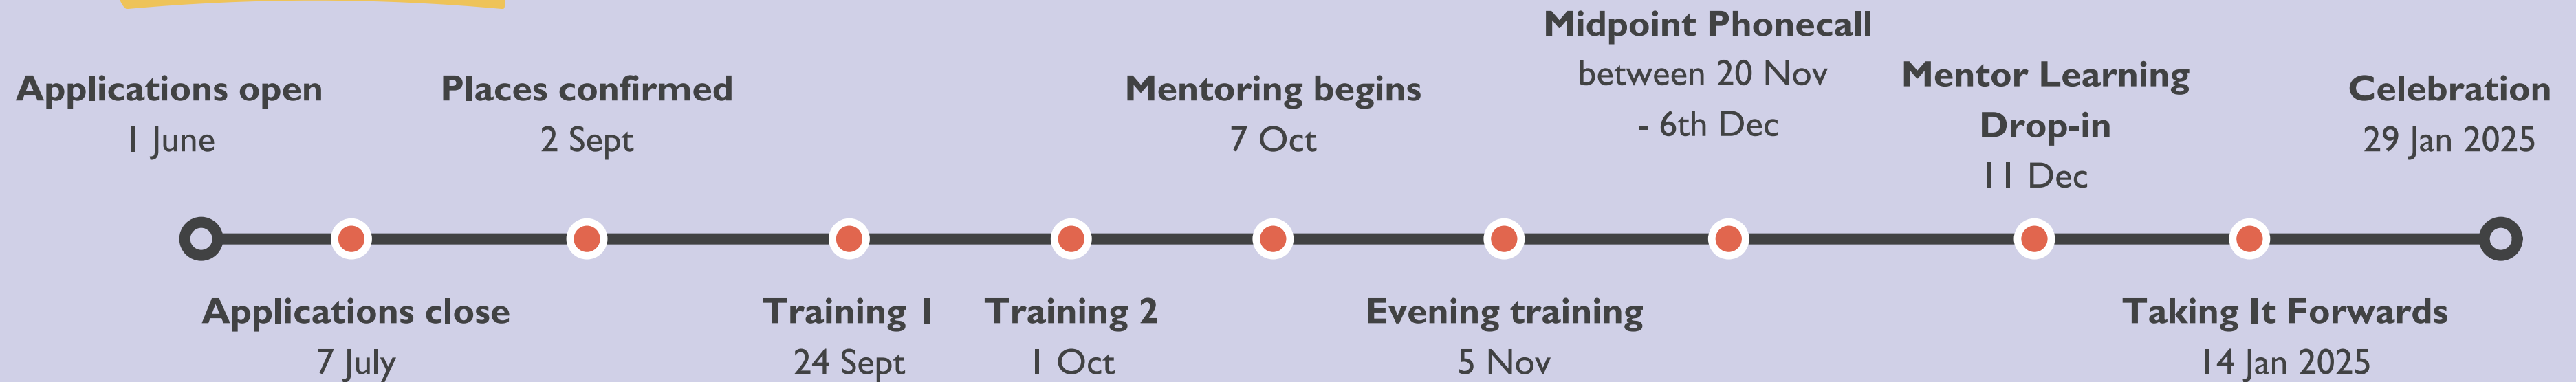 Applications open
1 June
Applications close
7 July
Places confirmed
2 Sept
Training 1
24 Sept
Training 2
1 Oct
Mentoring begins
7 Oct
Evening training
5 Nov
Midpoint Phonecall
between 20 Nov
- 6th Dec
Mentor Learning
Drop-in
11 Dec
Taking It Forwards
14 Jan 2025
Celebration
29 Jan 2025